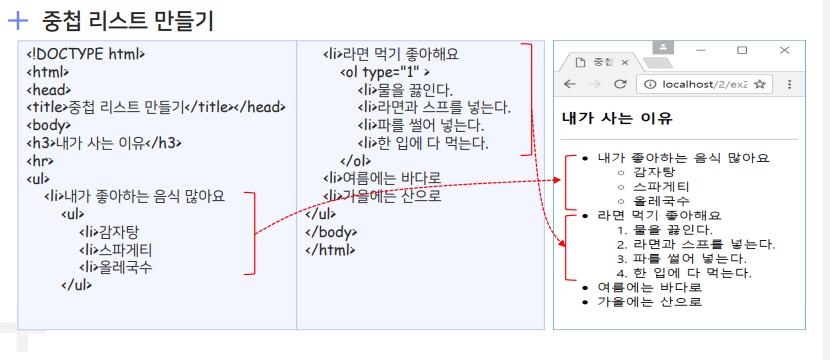 중첩 리스트 만들기
<!DOCTYPE html>
<html>
<head>
<title>중첩 리스트 만들기</title></head>
<body>
<h3>내가 사는 이유</h3>
<hr>
<ul>
<li>내가 좋아하는 음식 많아요
<ul>
<li>감자탕
<li>스파게티
<li>올레국수
</ul>
<li>라면 먹기 좋아해요
<ol type="1" >
<li>물을 끓인다.
<li>라면과 스프를 넣는다.
<li>파를 썰어 넣는다.
<li>한 입에 다 먹는다.
</ol>
<li>여름에는 바다로
<li>가을에는 산으로
</ul>
</body>
</html>
중첩
localhost/2/ex2
내가 사는 이유
내가 좋아하는 음식 많아요
감자탕
스파게티
올레국수
라면 먹기 좋아해요
1. 물을 끓인다.
2. 라면과 스프를 넣는다.
3. 파를 썰어 넣는다.
4. 한 입에 다 먹는다.
여름에는 바다로
가을에는 산으로